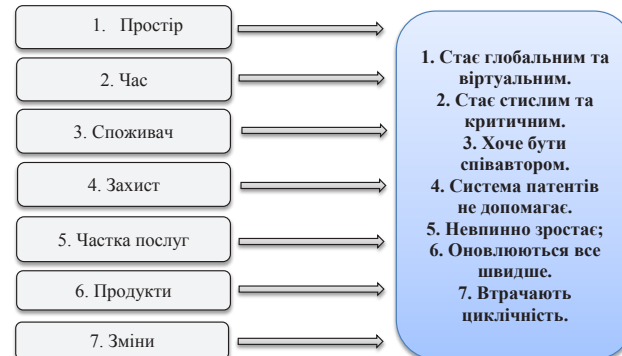 1. Простір
2. Час
3. Споживач
4. Захист
5. Частка послуг
6. Продукти
7. Зміни
1. Стає глобальним та
віртуальним.
2. Стає стислим та
критичним.
3. Хоче бути
співавтором.
4. Система патентів
не допомагає.
5. Невпинно зростає;
6. Оновлюються все
швидше.
7. Втрачають
циклічність.